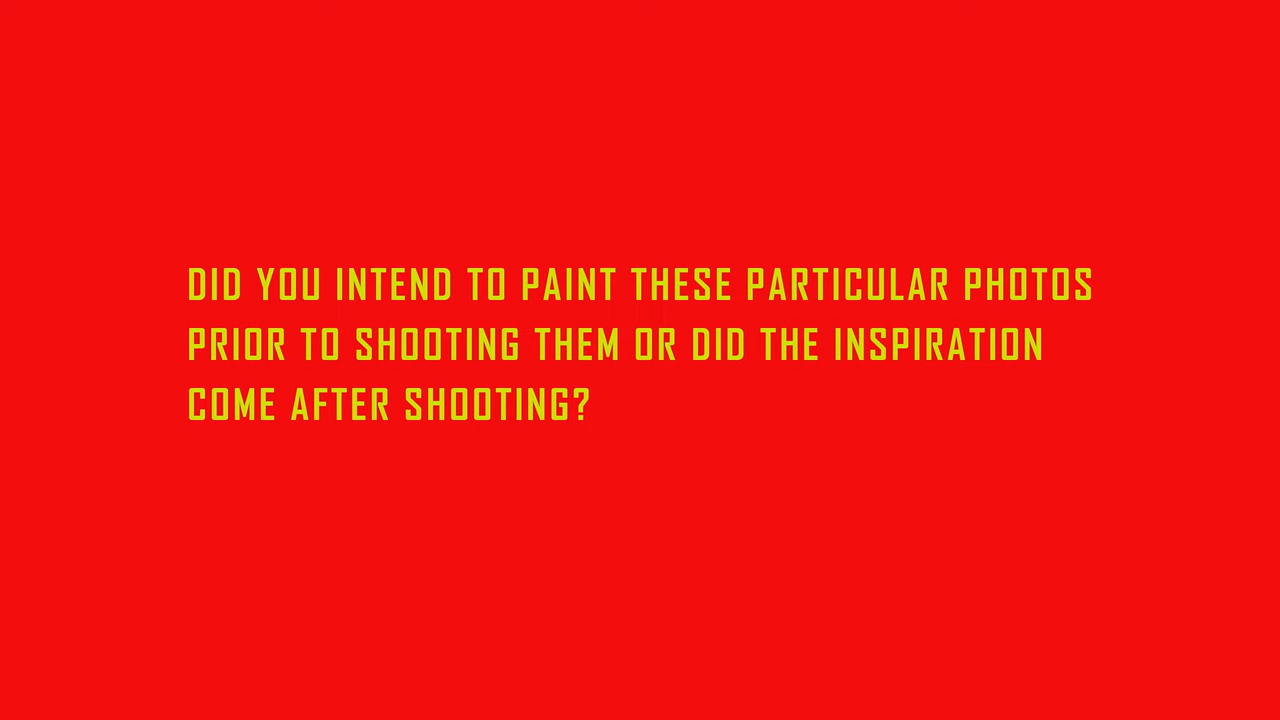 DID YOU INTEND TO PAINT THESE PARTICULAR PHOTOS
PRIOR TO SHOOTING THEM OR DID THE INSPIRATION
COME AFTER SHOOTING?